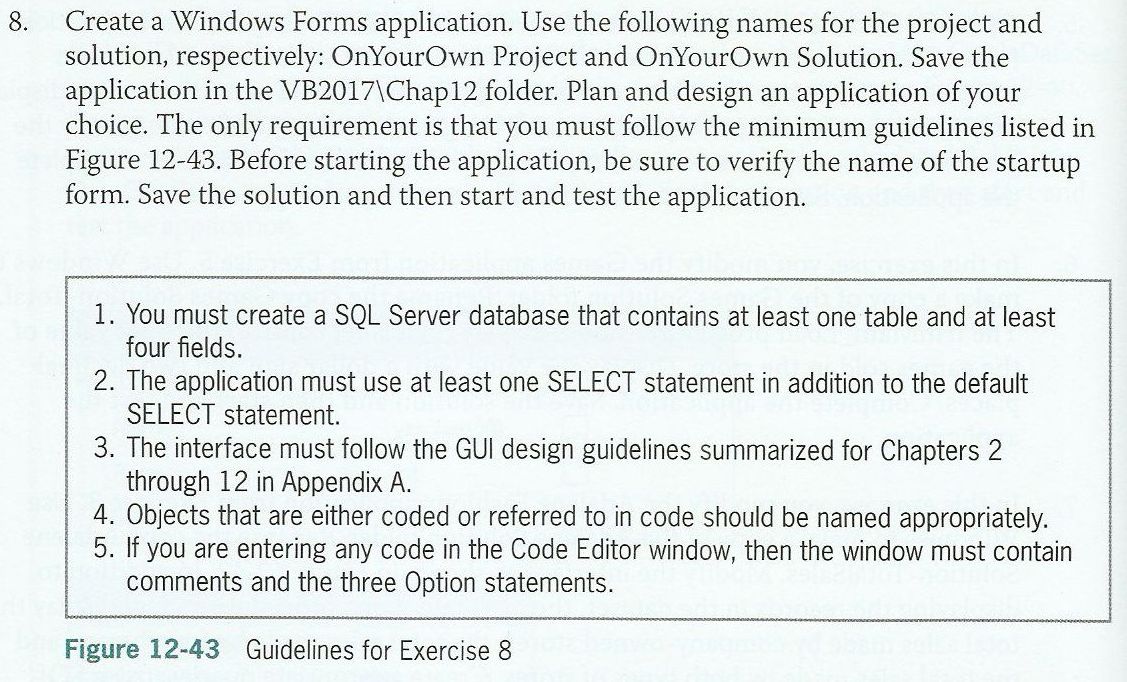 8. Create a Windows Forms application. Use the following names for the project and
solution, respectively: OnYourOwn Project and OnYourOwn Solution. Save the
application in the VB2017\Chap12 folder. Plan and design an application of your
choice. The only requirement is that you must follow the minimum guidelines listed in
Figure 12-43. Before starting the application, be sure to verify the name of the startup
form. Save the solution and then start and test the application.
1. You must create a SQL Server database that contains at least one table and at least
four fields.
2. The application must use at least one SELECT statement in addition to the default
SELECT statement.
3. The interface must follow the GUI design guidelines summarized for Chapters 2
through 12 in Appendix A.
4. Objects that are either coded or referred to in code should be named appropriately.
5. If you are entering any code in the Code Editor window, then the window must contain
comments and the three Option statements.
Figure 12-43 Guidelines for Exercise 8